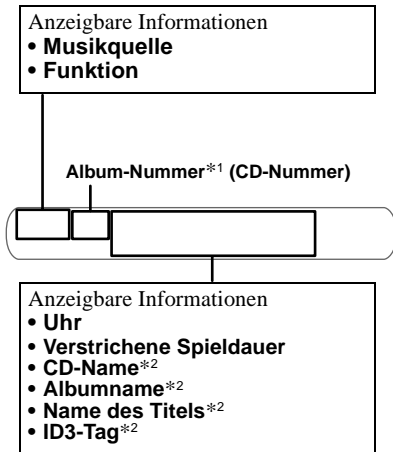 Anzeigbare Informationen
• Musikquelle
• Funktion
Album-Nummer*1 (CD-Nummer)
Anzeigbare Informationen
• Uhr
• Verstrichene Spieldauer
• CD-Name*2
• Albumname*2
• Name des Titels*2
• ID3-Tag*2